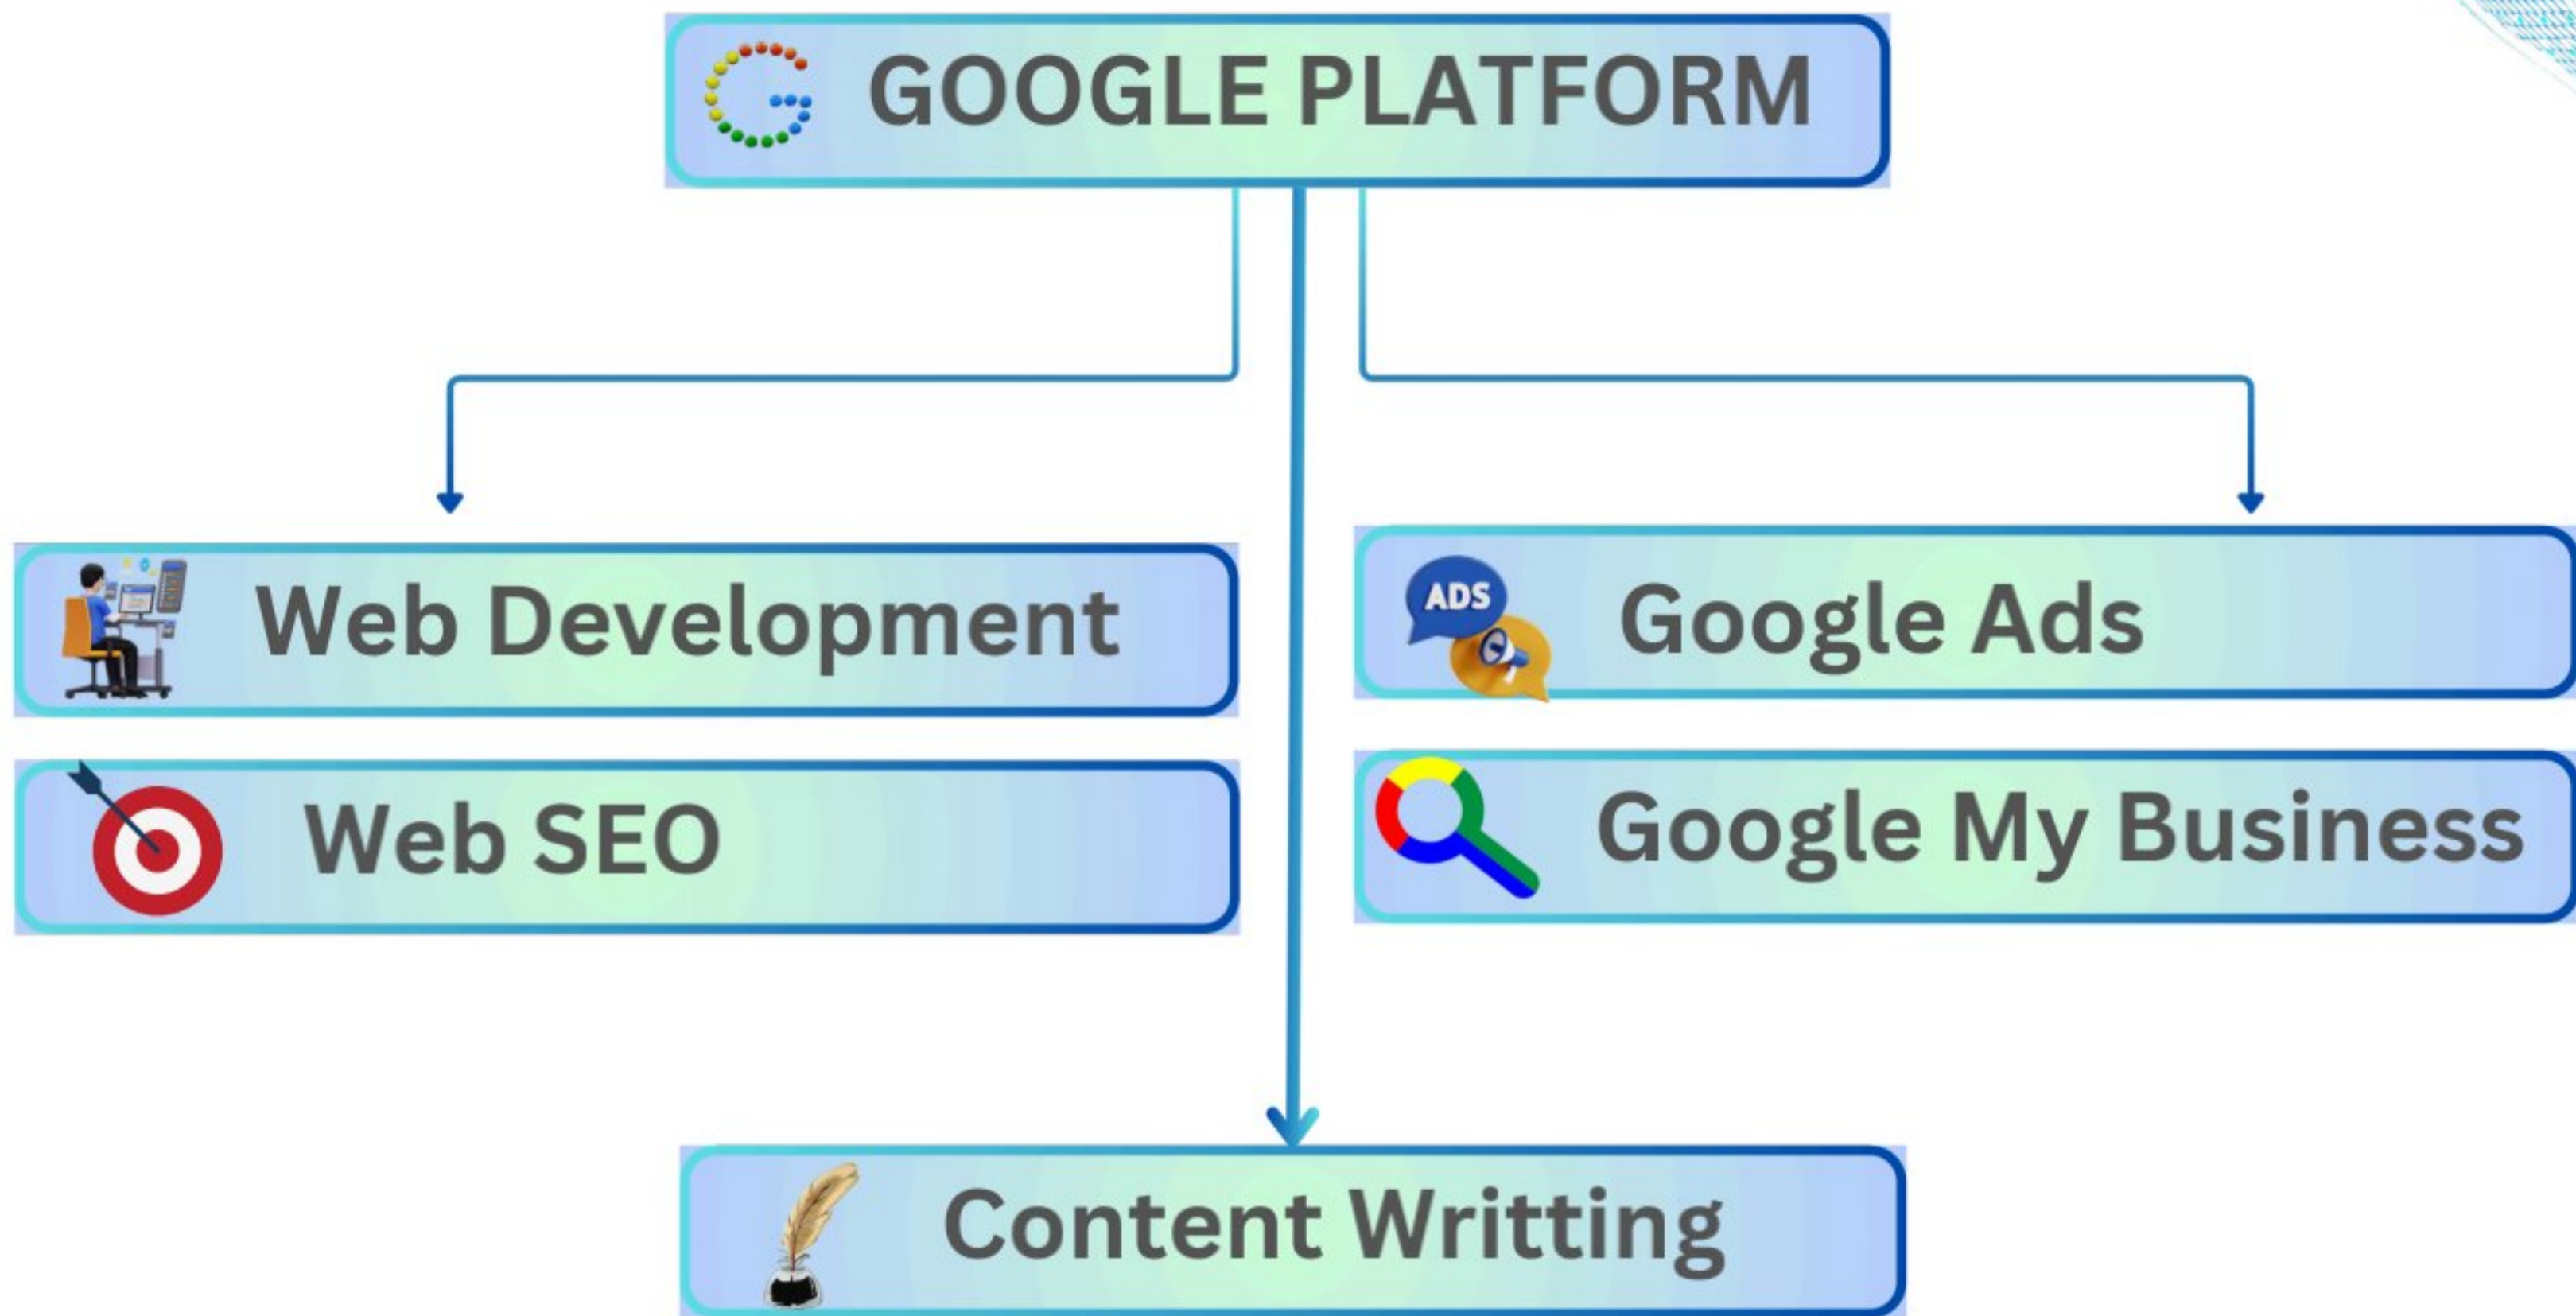 GOOGLE PLATFORM
Web Development
ADS
Google Ads
Web SEO
Google My Business
Content Writting